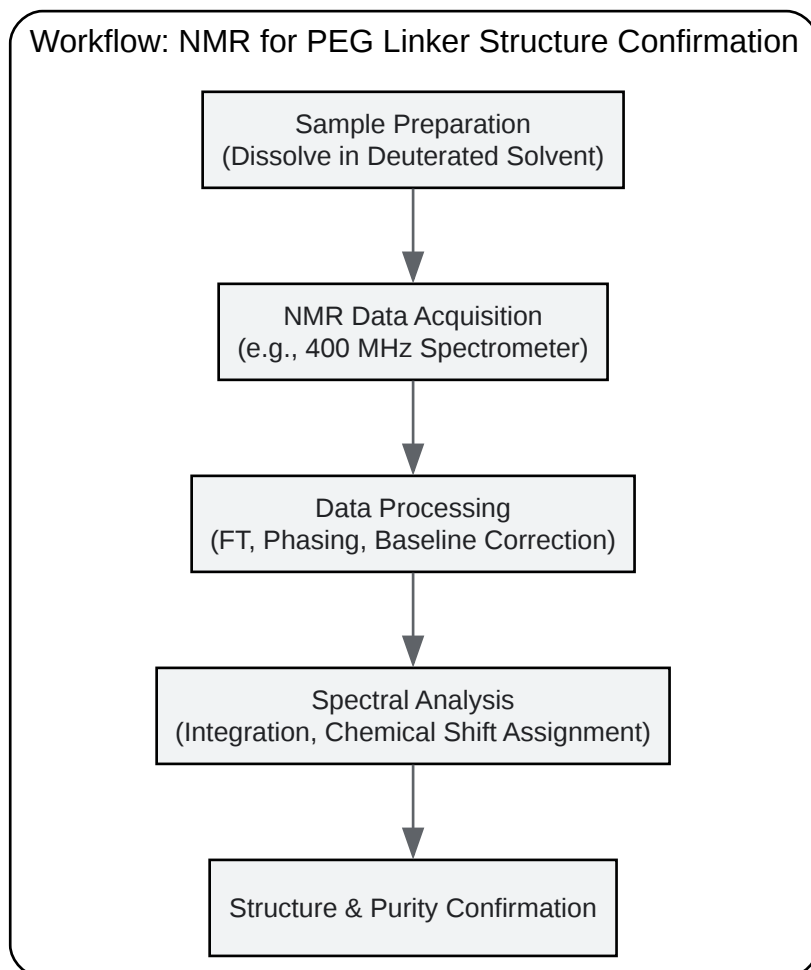 Workflow: NMR for PEG Linker Structure Confirmation
Sample Preparation
(Dissolve in Deuterated Solvent)
NMR Data Acquisition
(e.g., 400 MHz Spectrometer)
Data Processing
(FT, Phasing, Baseline Correction)
Spectral Analysis
(Integration, Chemical Shift Assignment)
Structure & Purity Confirmation